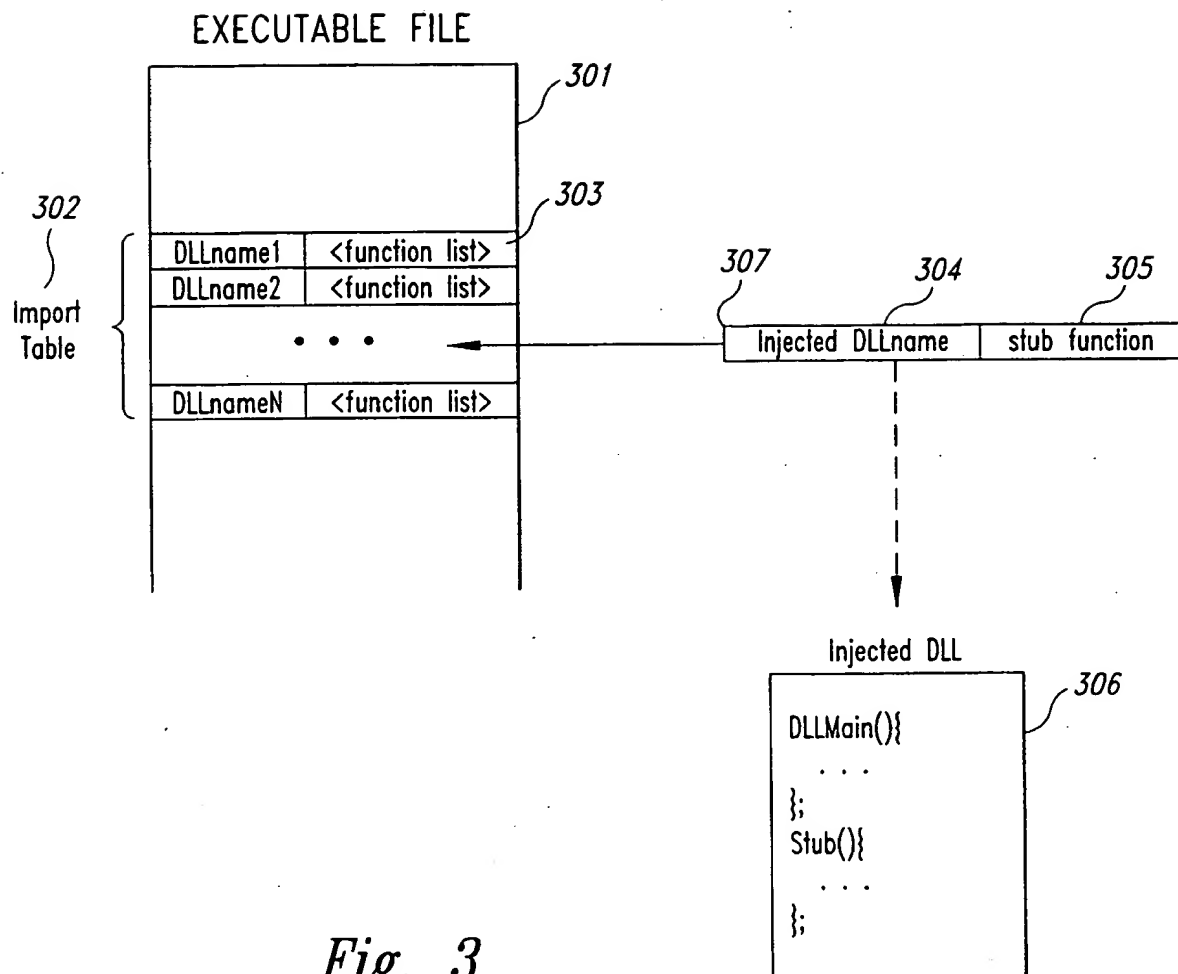 EXECUTABLE FILE
301
302
303
Import
Table
DLLname1 <function list>
DLLname2 <function list>
• • •
DLLnameN <function list>
307
304
305
Injected DLLname stub function
Injected DLL
306
DLLMain(){
. . .
};
Stub(){
. . .
};
Fig. 3